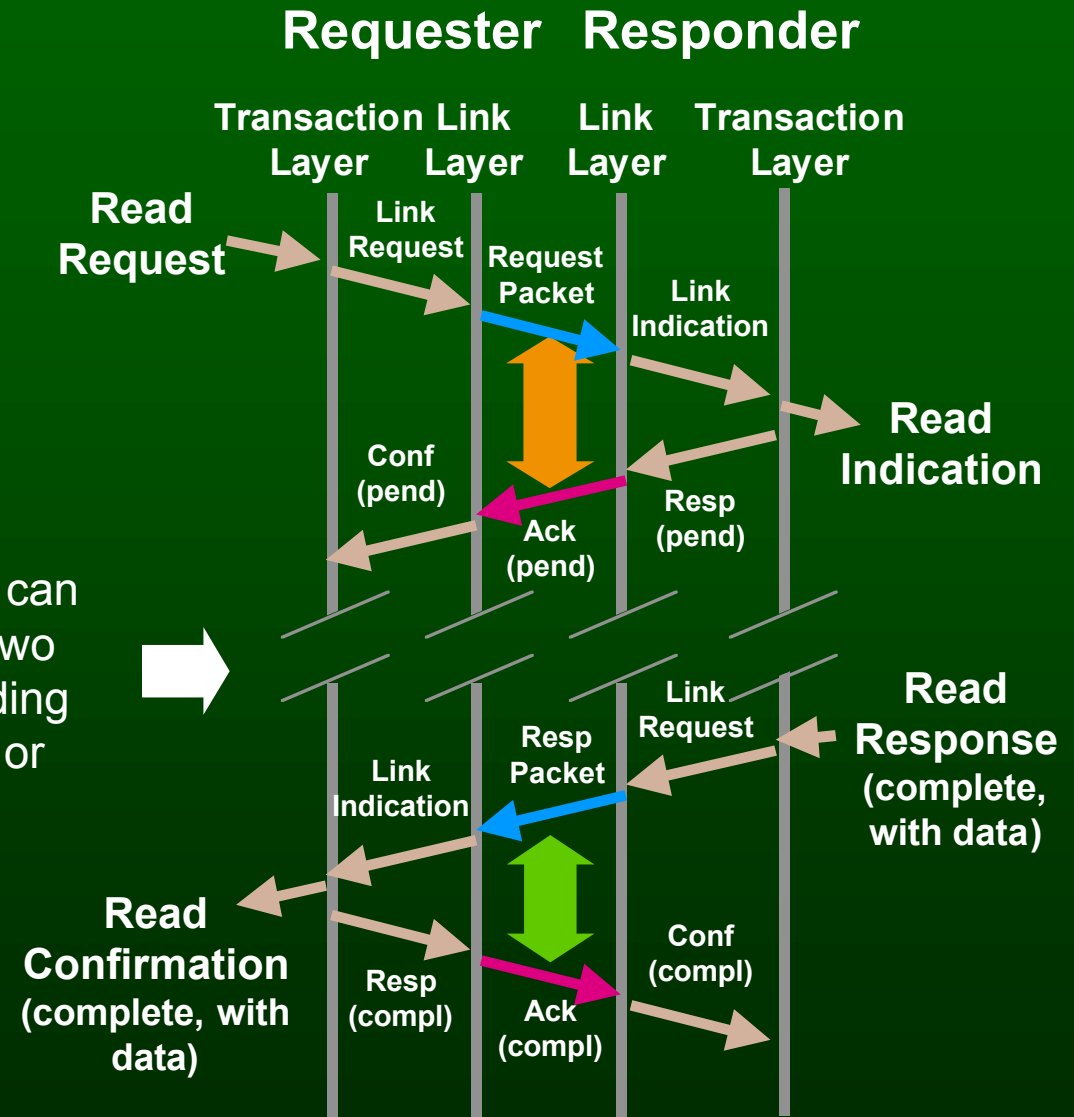 Requester Responder
Transaction Link Link Transaction
Layer Layer Layer Layer
Read
Request
Link
Request
Request
Packet
Link
Indication
Read
Indication
Conf
(pend)
Ack
(pend)
Resp
(pend)
can
or
Read
Response
(complete,
with data)
Link
Request
Resp
Packet
Link
Indication
Read
Confirmation
(complete, with
data)
Resp
(compl)
Ack
(compl)
Conf
(compl)